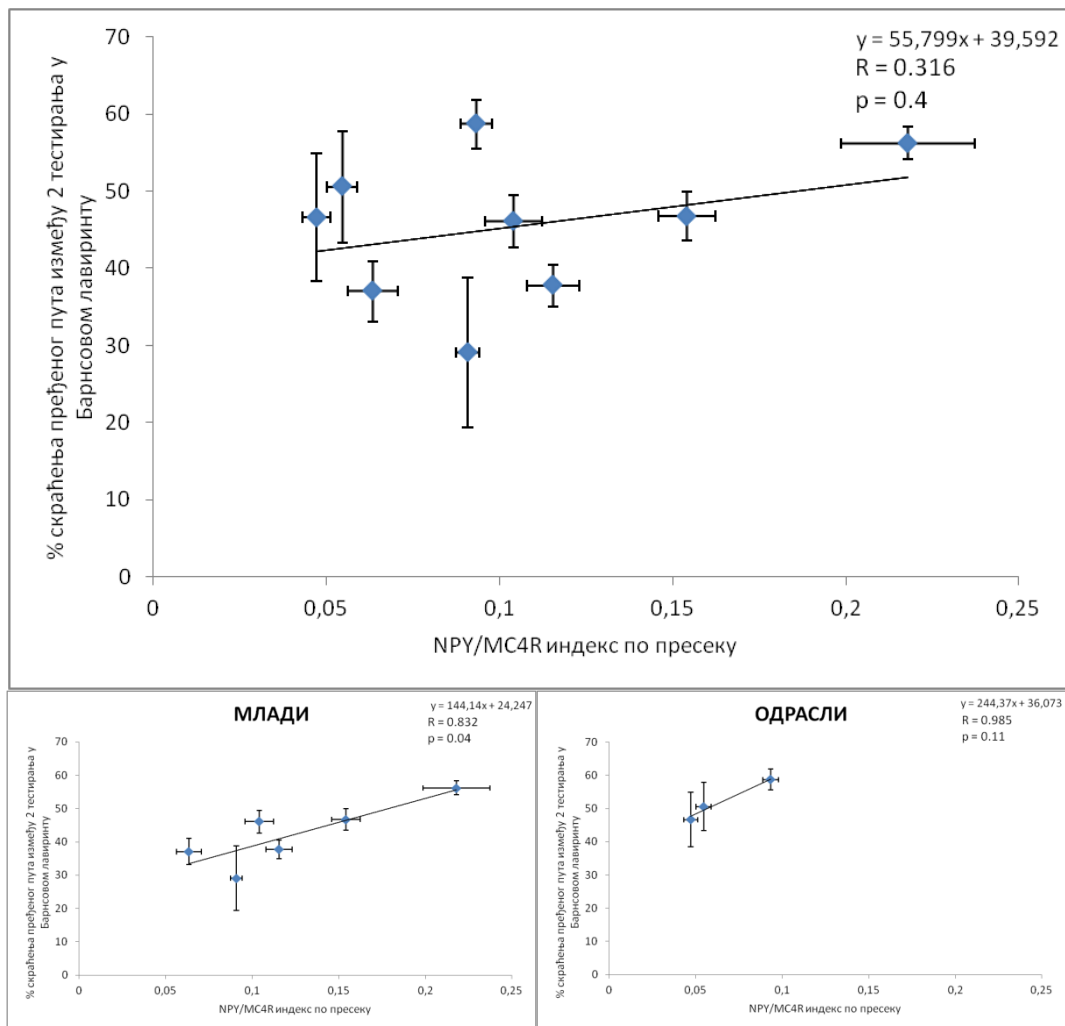 y = 55,799x + 39,592
R = 0.316
p = 0.4
% скраћења пређеног пута између 2 тестирања у
Барнсовом лавиринту
70
60
50
40
30
20
10
0
0 0,05 0,1 0,15 0,2 0,25
NPY/MC4R индекс по пресеку
МЛАДИ
y = 144,14x + 24,247
R = 0.832
p = 0.04
% скраћења пређеног пута између 2 тестирања у
Барнсовом лавиринту
70
60
50
40
30
20
10
0
0 0,05 0,1 0,15 0,2 0,25
NPY/MC4R индекс по пресеку
ОДРАСЛИ
y = 244,37x + 36,073
R = 0.985
p = 0.11
% скраћења пређеног пута између 2 тестирања у
Барнсовом лавиринту
70
60
50
40
30
20
10
0
0 0,05 0,1 0,15 0,2 0,25
NPY/MC4R индекс по пресеку